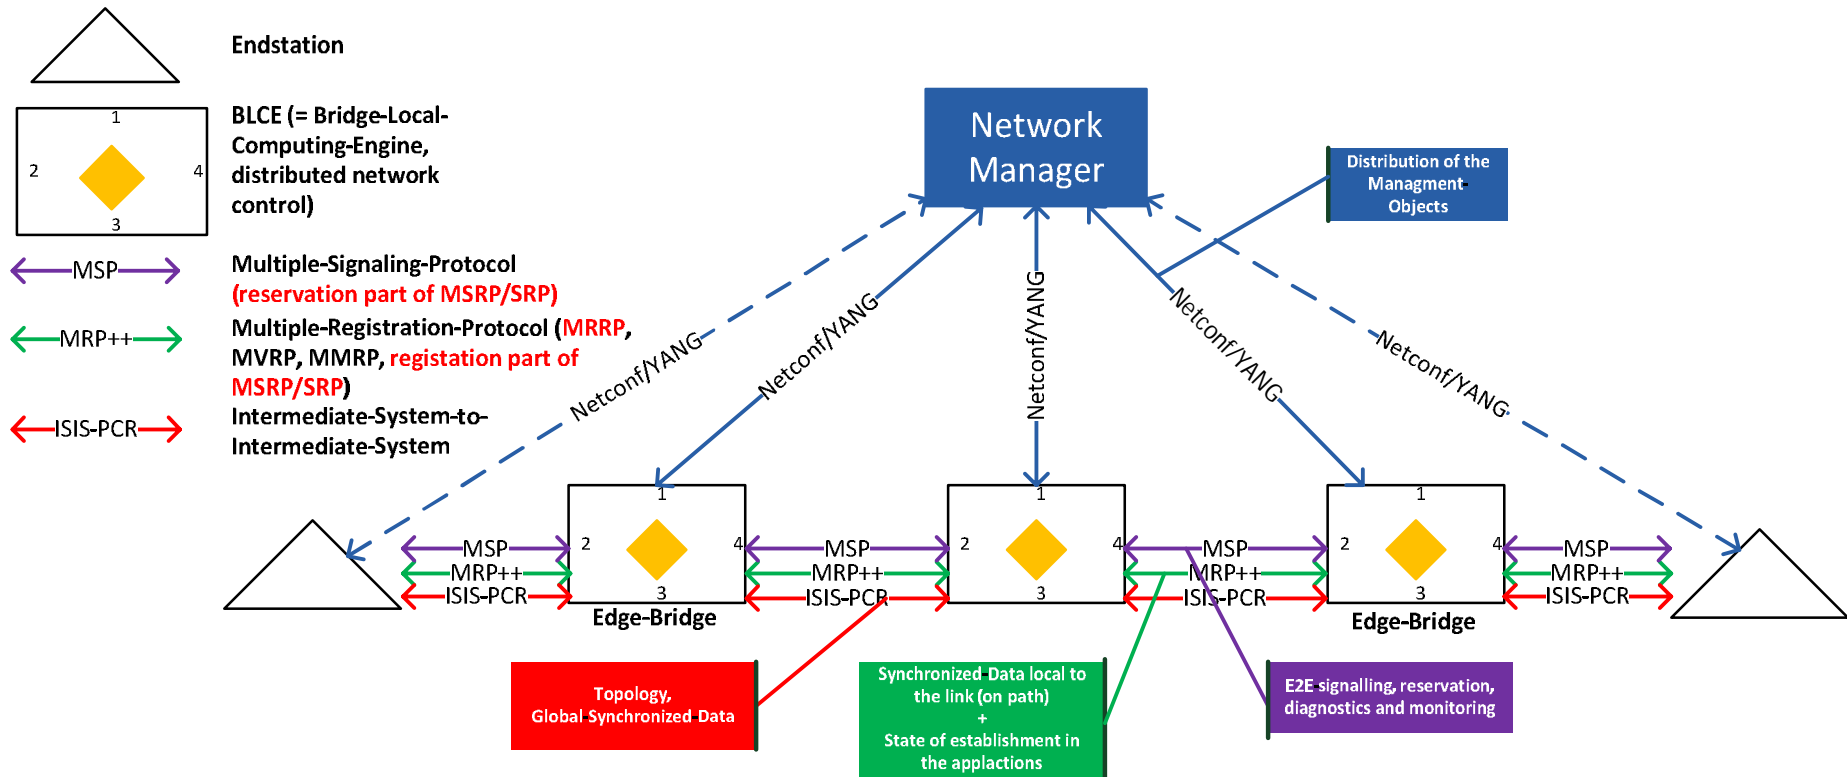 Endstation
1
2
4
3
BLCE (= Bridge-Local-
Computing-Engine,
distributed network
control)
MSP
Multiple-Signaling-Protocol
(reservation part of MSRP/SRP)
MRP++
Multiple-Registration-Protocol (MRRP,
MVRP, MMRP, registation part of
MSRP/SRP)
ISIS-PCR
Intermediate-System-to-
Intermediate-System
Network
Manager
Distribution of the
Managment-
Objects
Netconf/YANG
Netconf/YANG
Netconf/YANG
Netconf/YANG
Netconf/YANG
MSP
MRP++
ISIS-PCR
1
2
4
3
Edge-Bridge
MSP
MRP++
ISIS-PCR
1
2
4
3
MSP
MRP++
ISIS-PCR
1
2
4
3
Edge-Bridge
MSP
MRP++
ISIS-PCR
Topology,
Global-Synchronized-Data
Synchronized-Data local to
the link (on path)
+
State of establishment in
the applactions
E2E-signalling, reservation,
diagnostics and monitoring